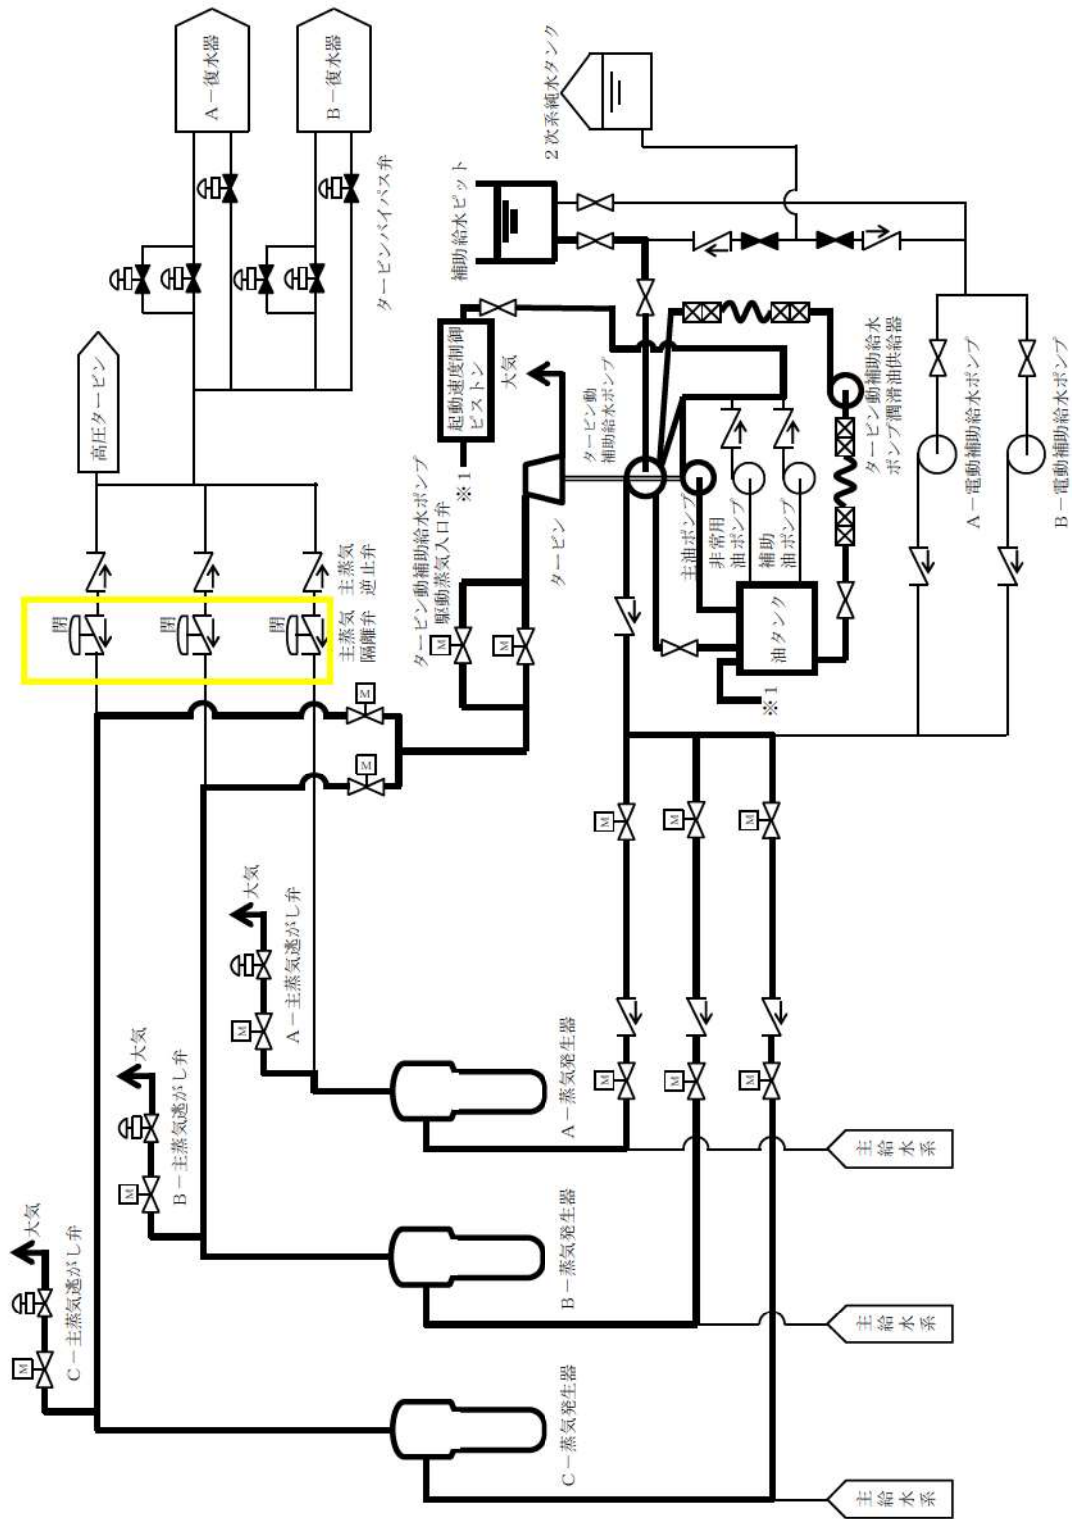 A－復水器
B－復水器
タービンバイパス弁
高圧タービン
2次系純水タンク
補助給水ピット
起動速度制御
ピストン
※1
大気
タービン動
補助給水ポンプ
タービン動補助給水ポンプ
駆動蒸気入口弁
タービン
主蒸気
逆止弁
主蒸気
隔離弁
閉
閉
閉
M
M
M
M
主油ポンプ
非常用
油ポンプ
補助
油ポンプ
油タンク
※1
タービン動補助給水
ポンプ潤滑油供給器
A－電動補助給水ポンプ
B－電動補助給水ポンプ
M
M
M
M
M
M
大気
M
A－主蒸気逃がし弁
大気
M
B－主蒸気逃がし弁
大気
M
C－主蒸気逃がし弁
A－蒸気発生器
B－蒸気発生器
C－蒸気発生器
主給水系
主給水系
主給水系